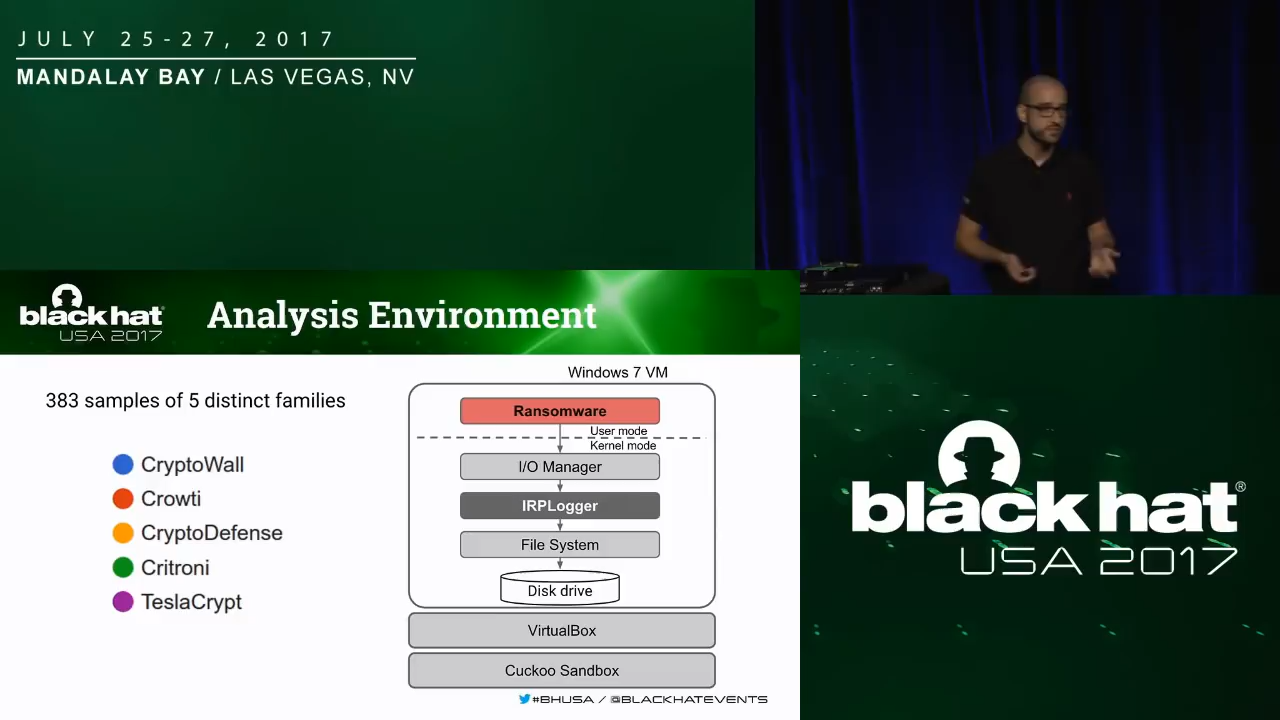 JULY 25-27, 2017
MANDALAY BAY / LAS VEGAS, NV
black hat
USA 2017
Analysis Environment
383 samples of 5 distinct families
CryptoWall
Crowti
CryptoDefense
Critroni
TeslaCrypt
Windows 7 VM
Ransomware
User mode
Kernel mode
I/O Manager
IRPLogger
File System
Disk drive
VirtualBox
Cuckoo Sandbox
#BHUSA / @BLACKHATEVENTS
black hat®
USA 2017